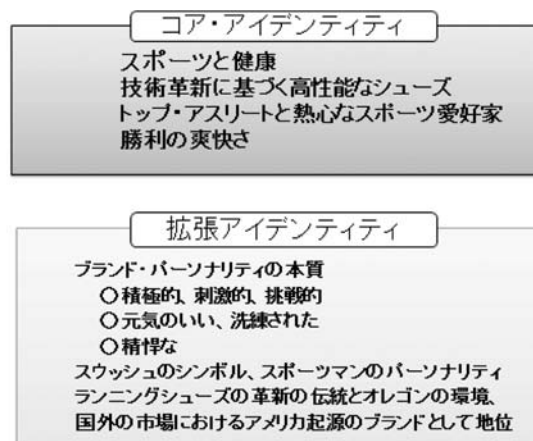 コア・アイデンティティ
スポーツと健康
技術革新に基づく高性能なシューズ
トップ・アスリートと熱心なスポーツ愛好家
勝利の爽快さ
拡張アイデンティティ
ブランド・パーソナリティの本質
○積極的、刺激的、挑戦的
○元気のいい、洗練された
○精悍な
スウッシュのシンボル、スポーツマンのパーソナリティ
ランニングシューズの革新の伝統とオレゴンの環境、
国外の市場におけるアメリカ起源のブランドとして地位